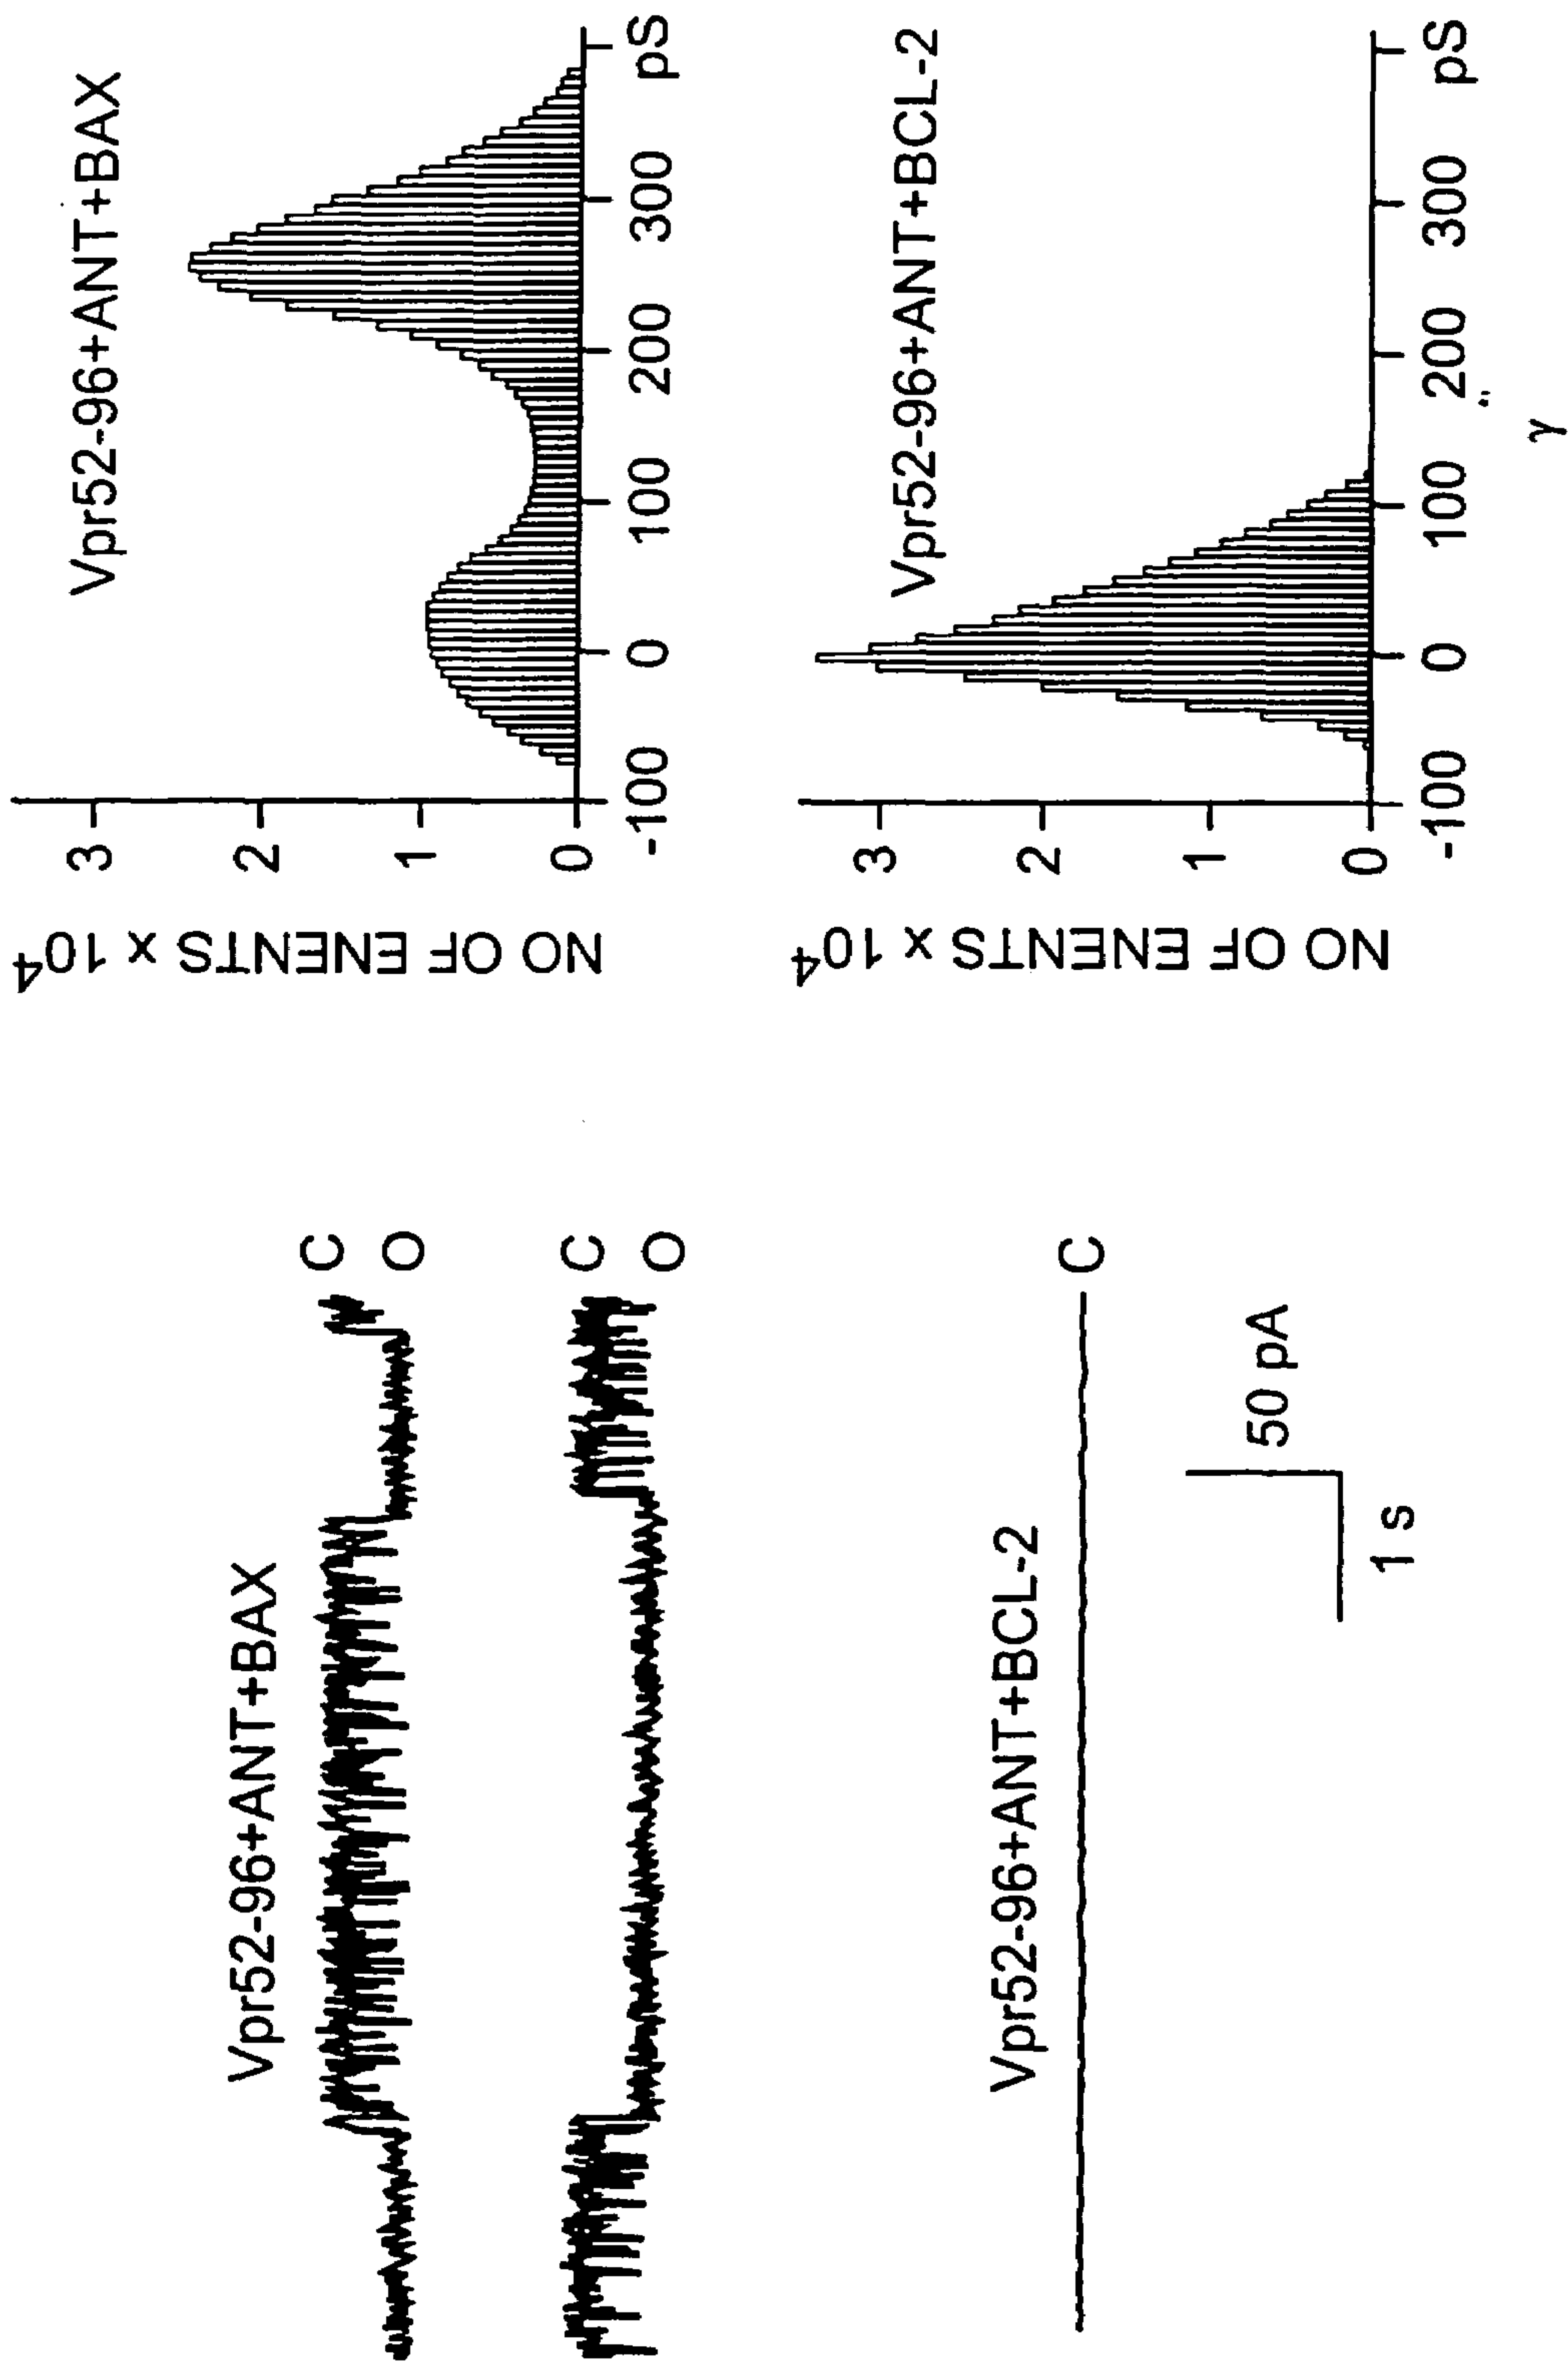 Vpr52-96+ANT+BAX
C
O
C
O
Vpr52-96+ANT+BCL-2
C
50 pA
1 s
Vpr52-96+ANT+BAX
NO OF ENENTS x 10⁴
3
2
1
0
-100 0 100 200 300 pS
Vpr52-96+ANT+BCL-2
NO OF ENENTS x 10⁴
3
2
1
0
-100 0 100 200 300 pS
γ